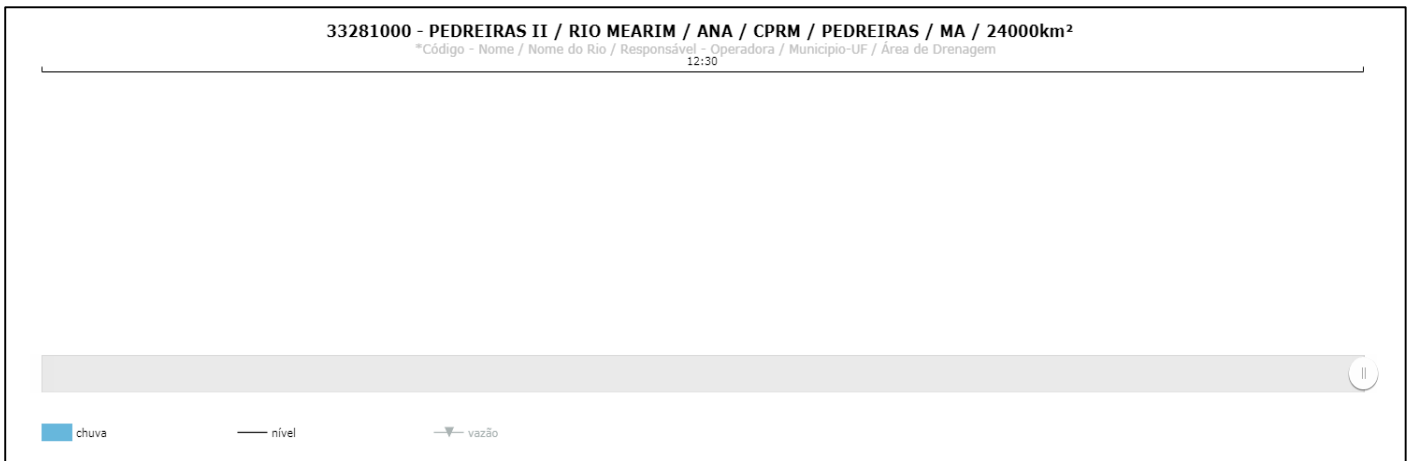 33281000 - PEDREIRAS II / RIO MEARIM / ANA / CPRM / PEDREIRAS / MA / 24000km²
*Código - Nome / Nome do Rio / Responsável - Operadora / Municipio-UF / Área de Drenagem
12:30
chuva nível vazão